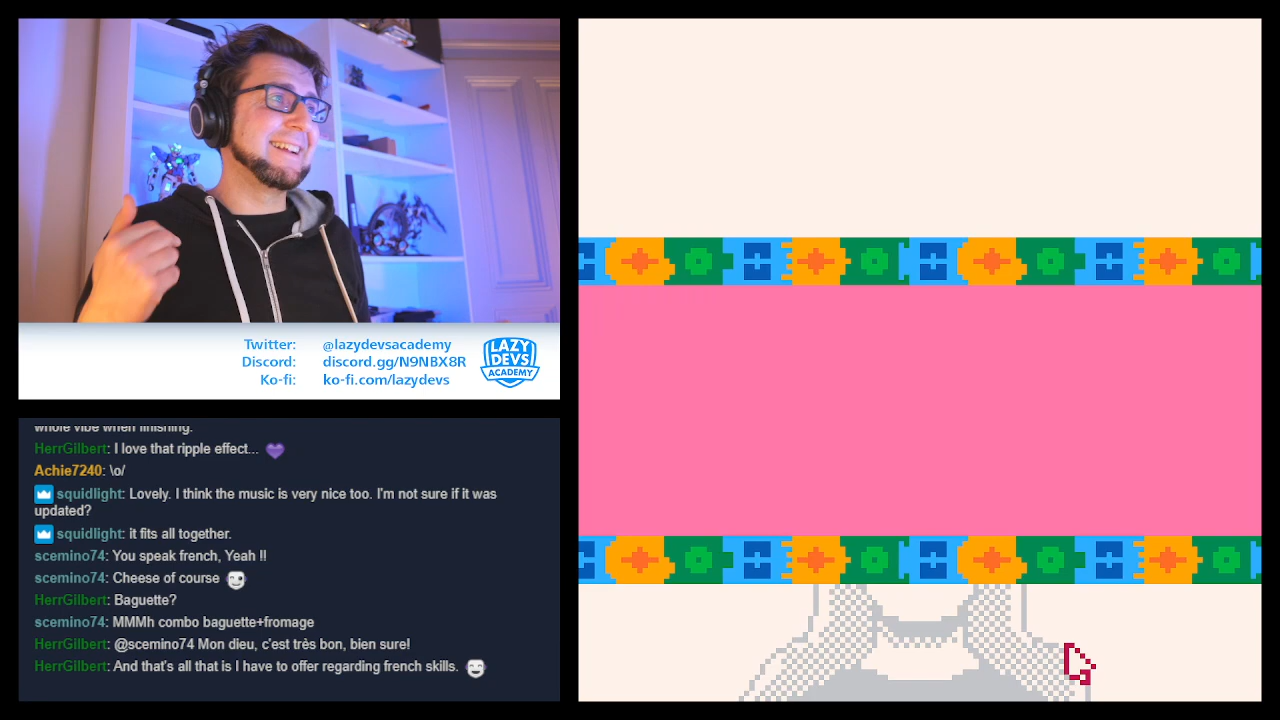 Twitter: @lazydevsacademy
Discord: discord.gg/N9NBX8R
Ko-fi: ko-fi.com/lazydevs
LAZY
DEVS
ACADEMY
whole vibe when finishing.
HerrGIlbert: I love that ripple effect...
Achie7240: \o/
squidlight: Lovely. I think the music is very nice too. I'm not sure if it was
updated?
squidlight: it fits all together.
scemino74: You speak french, Yeah !!
scemino74: Cheese of course
HerrGIlbert: Baguette?
scemino74: MMMh combo baguette+fromage
HerrGIlbert: @scemino74 Mon dieu, c'est très bon, bien sure!
HerrGIlbert: And that's all that is I have to offer regarding french skills.